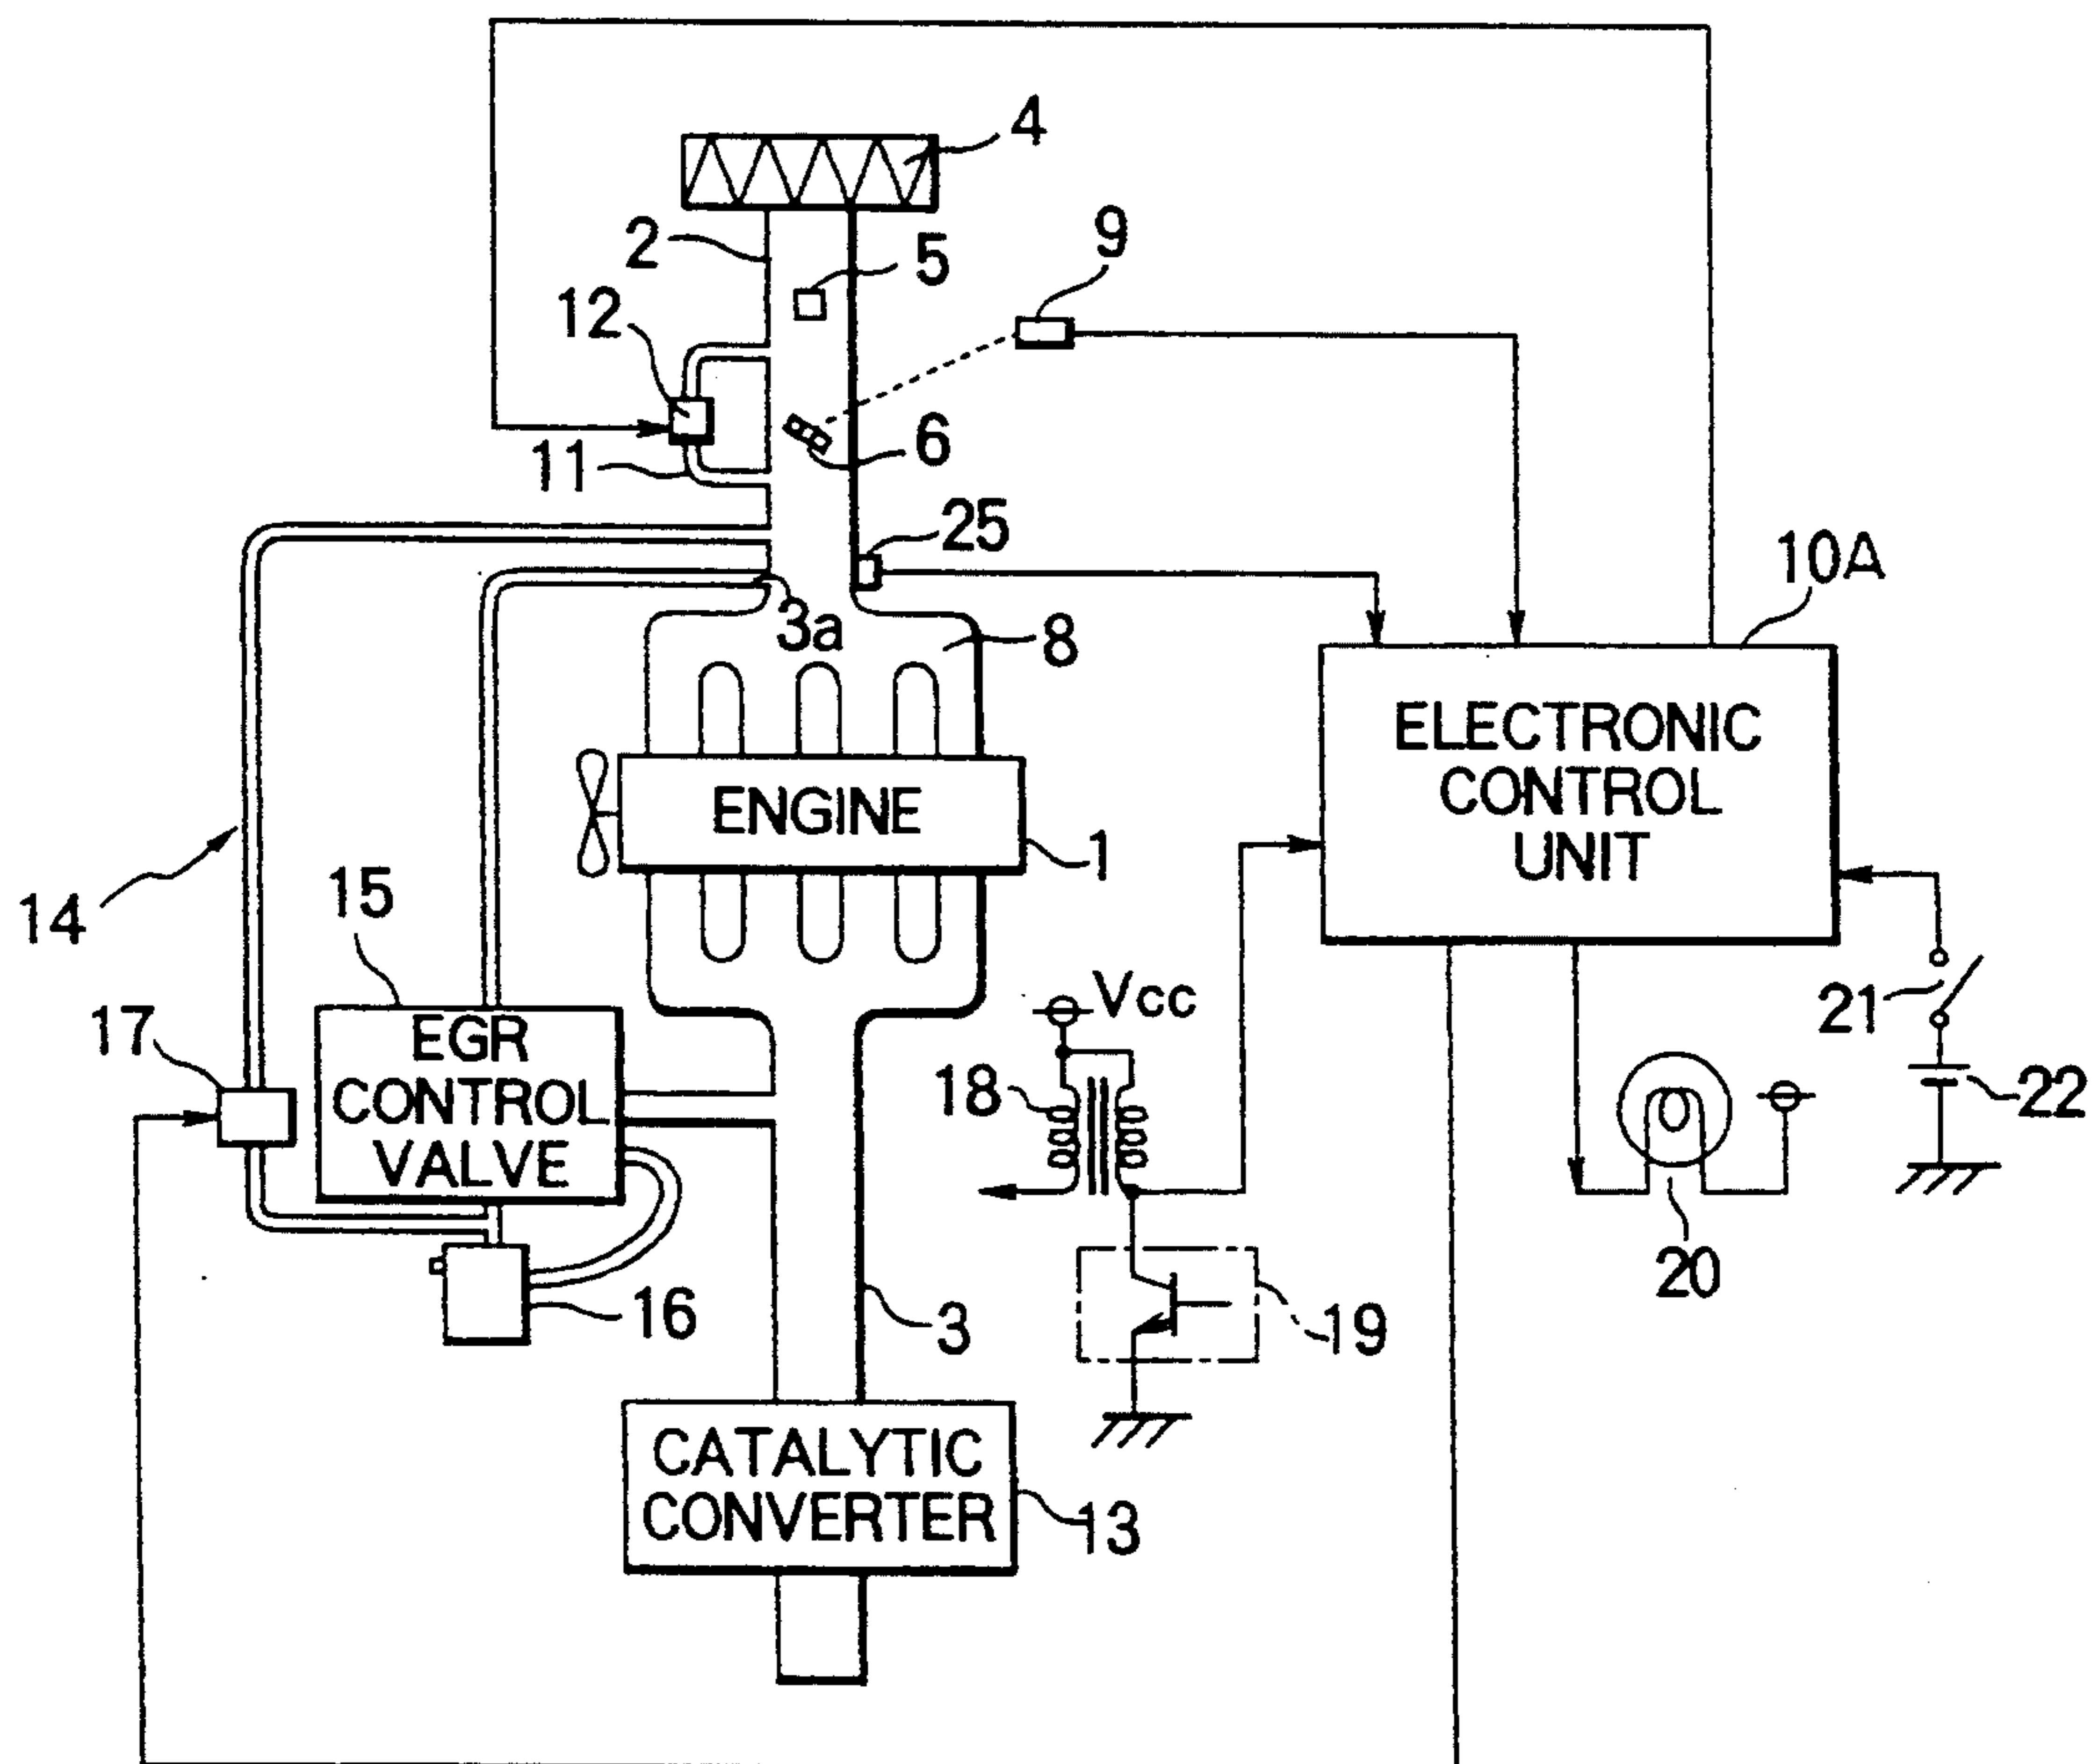 4
2
5
9
12
6
11
25
10A
3a
8
ELECTRONIC
CONTROL
UNIT
ENGINE
1
14
15
21
17
EGR
CONTROL
VALVE
Vcc
18
22
20
16
3
19
CATALYTIC
CONVERTER
13